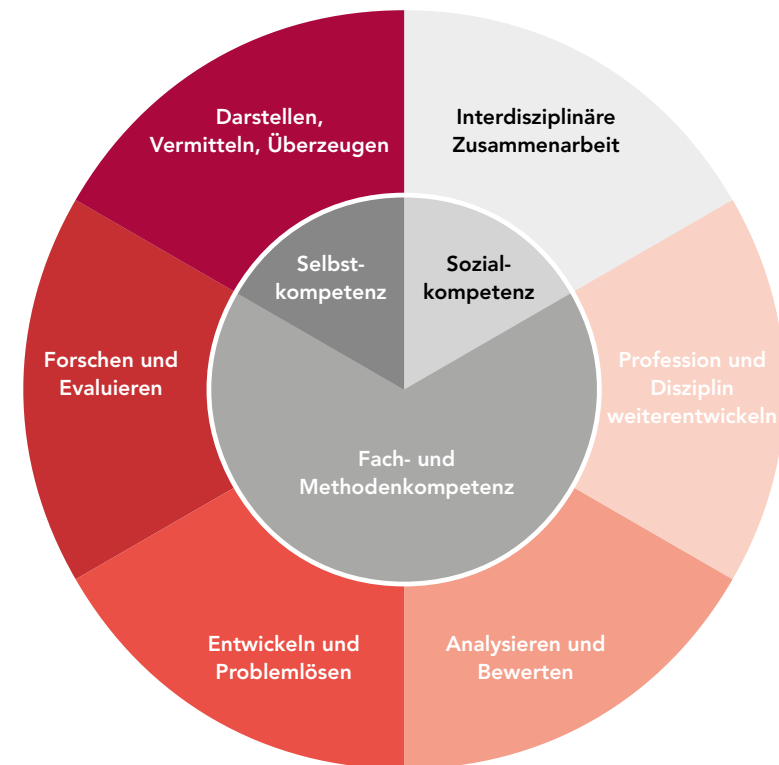 Darstellen,
Vermitteln, Überzeugen
Interdisziplinäre
Zusammenarbeit
Selbst-
kompetenz
Sozial-
kompetenz
Forschen und
Evaluieren
Profession und
Disziplin
weiterentwickeln
Fach- und
Methodenkompetenz
Entwickeln und
Problemlösen
Analysieren und
Bewerten